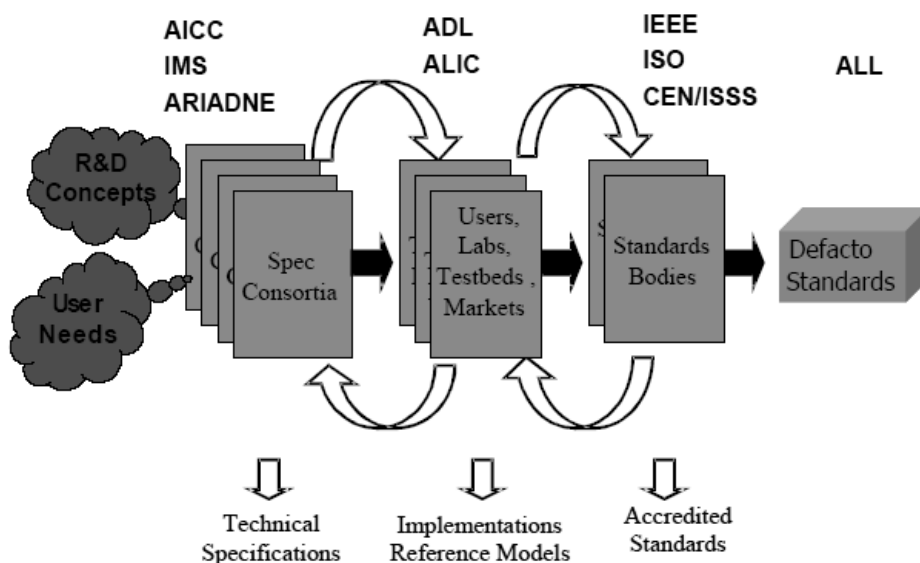 AICC
IMS
ARIADNE
ADL
ALIC
IEEE
ISO
CEN/ISSS
ALL
R&D
Concepts
User
Needs
Spec
Consortia
Users,
Labs,
Testbeds ,
Markets
Standards
Bodies
Defacto
Standards
Technical
Specifications
Implementations
Reference Models
Accredited
Standards